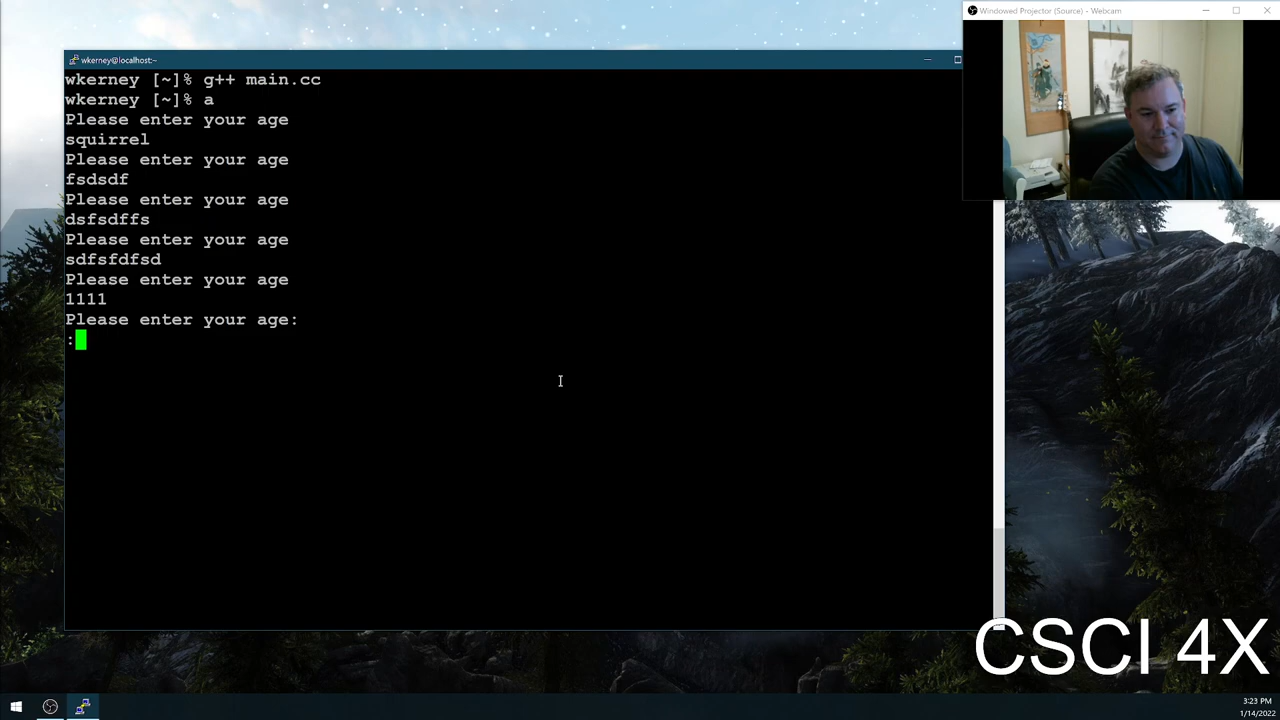 Windowed Projector (Source) - Webcam
wkerney@localhost:~
wkerney [~]% g++ main.cc
wkerney [~]% a
Please enter your age
squirrel
Please enter your age
fsdsdf
Please enter your age
dsfsdffs
Please enter your age
sdfsfdfsd
Please enter your age
1111
Please enter your age:
:
CSCI 4X
3:23 PM
1/14/2022